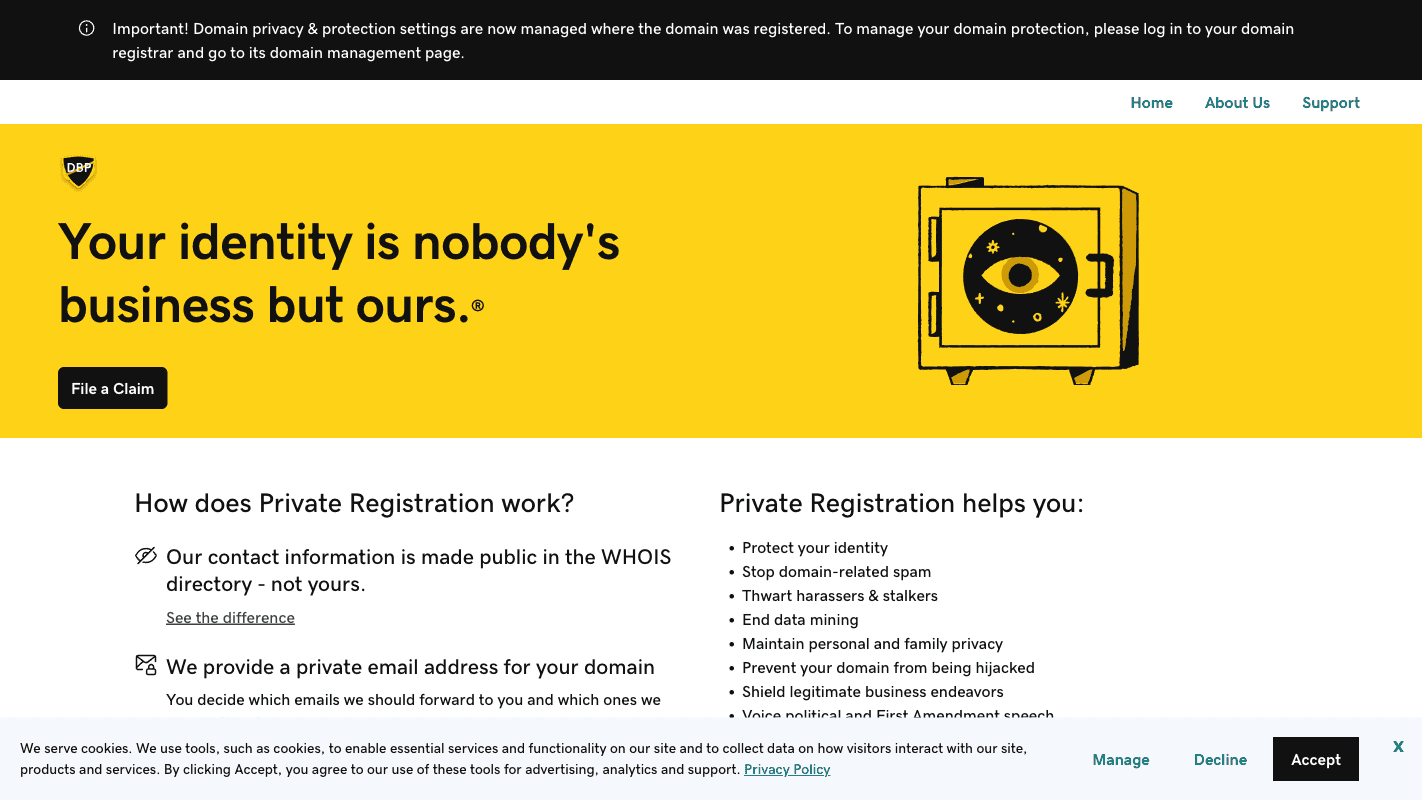 Important! Domain privacy & protection settings are now managed where the domain was registered. To manage your domain protection, please log in to your domain
registrar and go to its domain management page.
Home About Us Support
DBP
Your identity is nobody's
business but ours.®
File a Claim
How does Private Registration work?
Our contact information is made public in the WHOIS
directory - not yours.
See the difference
We provide a private email address for your domain
You decide which emails we should forward to you and which ones we
Private Registration helps you:
• Protect your identity
• Stop domain-related spam
• Thwart harassers & stalkers
• End data mining
• Maintain personal and family privacy
• Prevent your domain from being hijacked
• Shield legitimate business endeavors
• Voice political and First Amendment speech
We serve cookies. We use tools, such as cookies, to enable essential services and functionality on our site and to collect data on how visitors interact with our site,
products and services. By clicking Accept, you agree to our use of these tools for advertising, analytics and support. Privacy Policy
Manage Decline Accept X